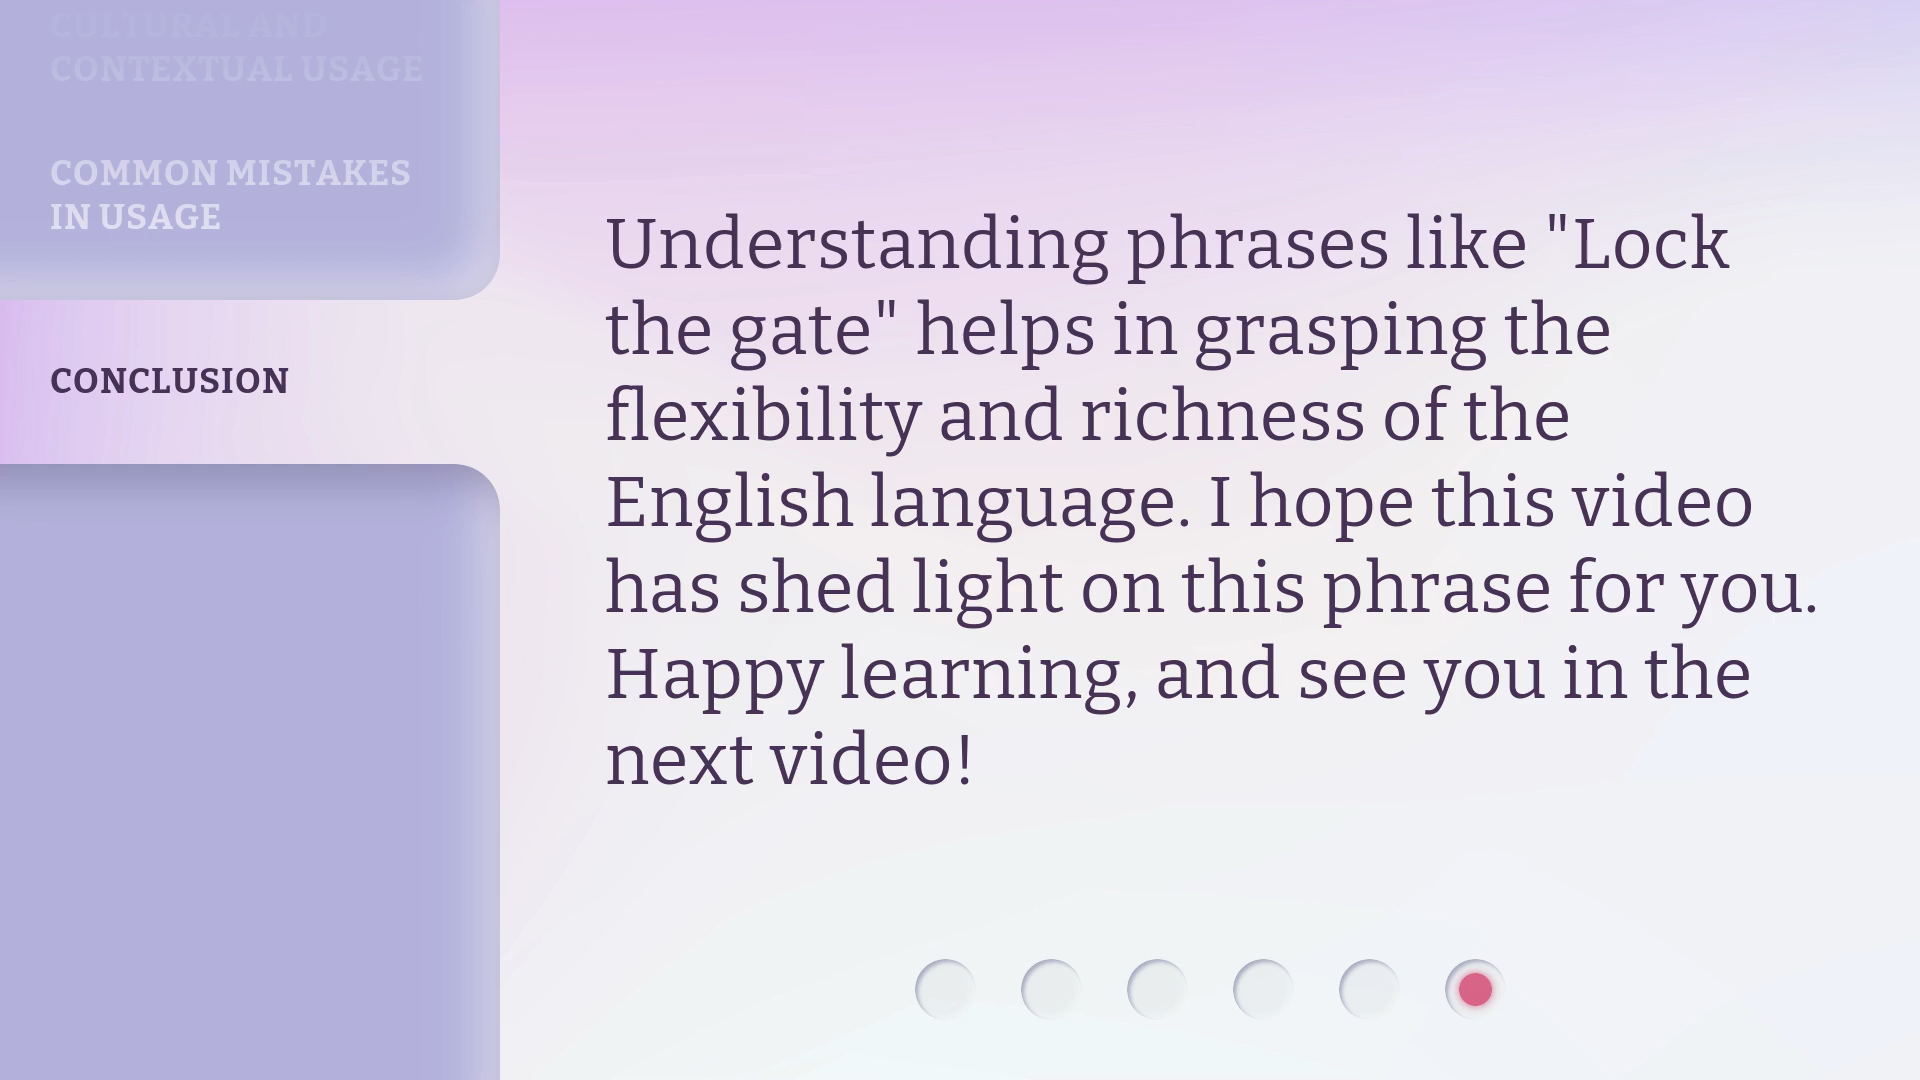 CULTURAL AND
CONTEXTUAL USAGE
COMMON MISTAKES
IN USAGE
CONCLUSION
Understanding phrases like "Lock
the gate" helps in grasping the
flexibility and richness of the
English language. I hope this video
has shed light on this phrase for you.
Happy learning, and see you in the
next video!